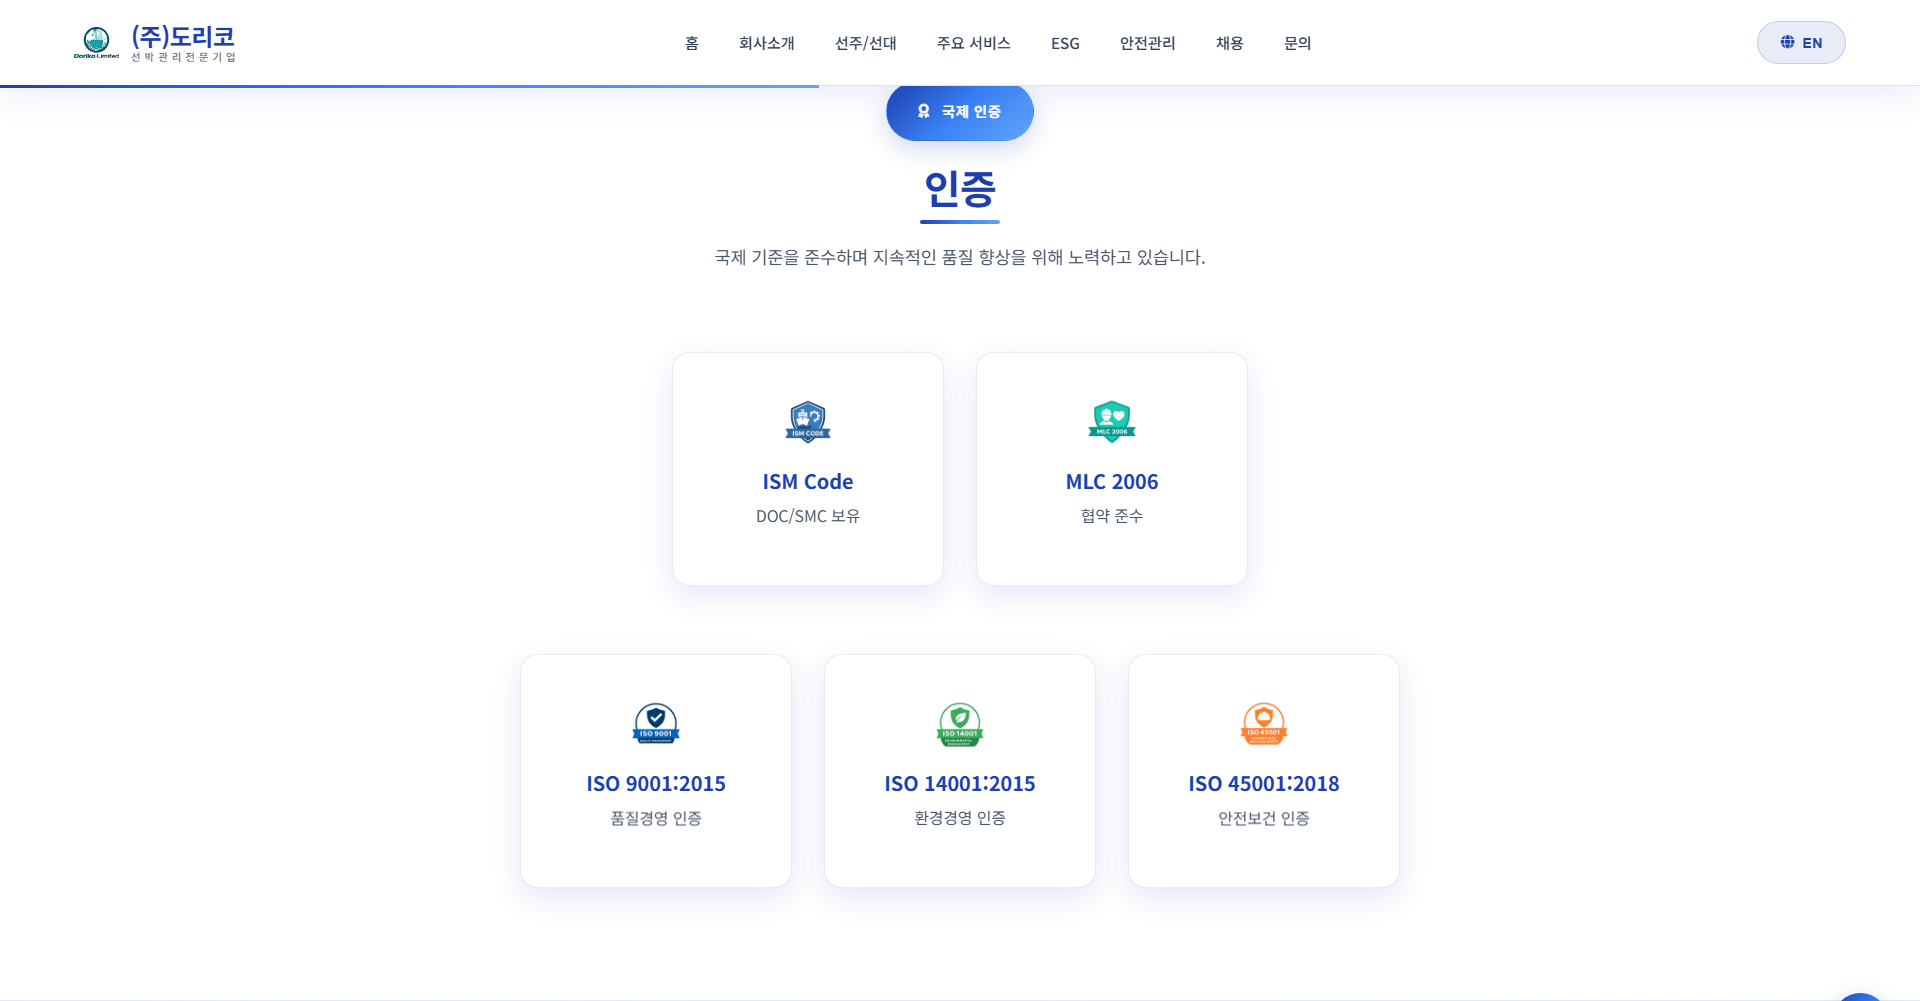 Doriko Limited
(주)도리코
선박관리전문기업
홈
회사소개
선주/선대
주요 서비스
ESG
안전관리
채용
문의
EN
국제 인증
인증
국제 기준을 준수하며 지속적인 품질 향상을 위해 노력하고 있습니다.
ISM CODE
ISM Code
DOC/SMC 보유
MLC 2006
MLC 2006
협약 준수
ISO 9001
ISO 9001:2015
품질경영 인증
ISO 14001
ISO 14001:2015
환경경영 인증
ISO 45001
ISO 45001:2018
안전보건 인증